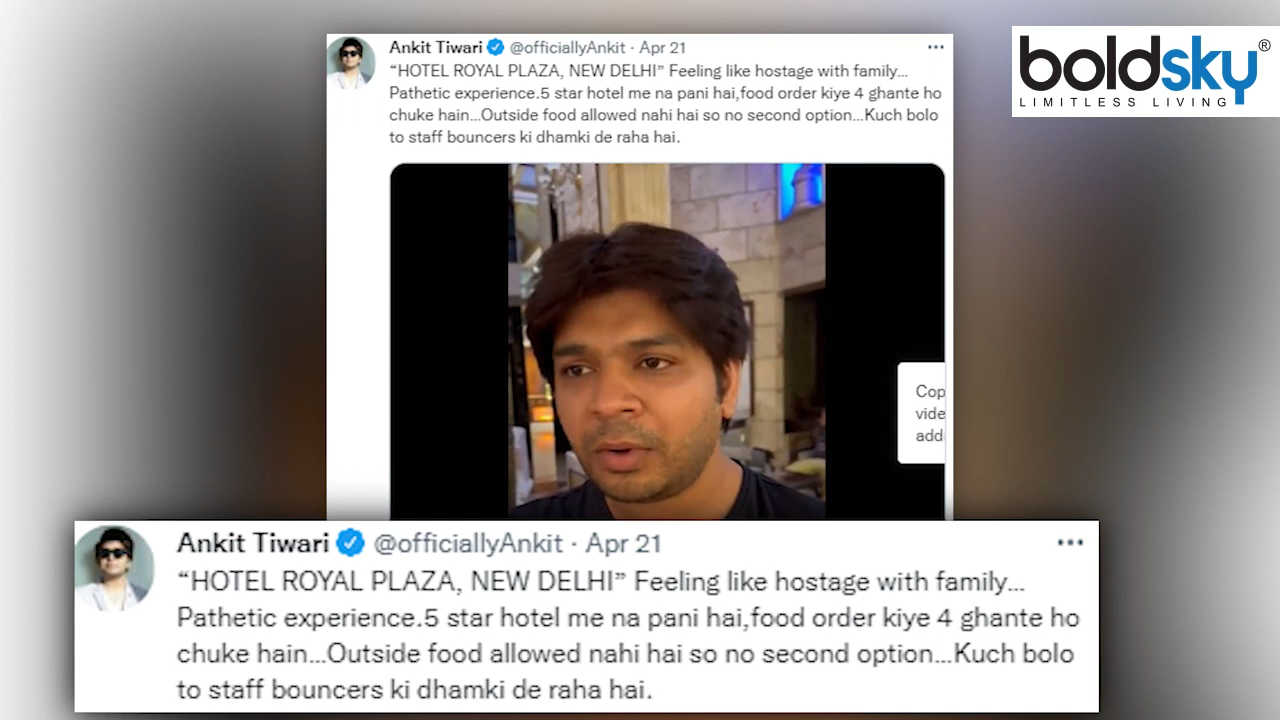 Ankit Tiwari @officiallyAnkit · Apr 21
“HOTEL ROYAL PLAZA, NEW DELHI” Feeling like hostage with family...
Pathetic experience.5 star hotel me na pani hai,food order kiye 4 ghante ho
chuke hain...Outside food allowed nahi hai so no second option...Kuch bolo
to staff bouncers ki dhamki de raha hai.
boldsky®
LIMITLESS LIVING
Cop
vide
add
Ankit Tiwari @officiallyAnkit · Apr 21
“HOTEL ROYAL PLAZA, NEW DELHI” Feeling like hostage with family...
Pathetic experience.5 star hotel me na pani hai,food order kiye 4 ghante ho
chuke hain...Outside food allowed nahi hai so no second option...Kuch bolo
to staff bouncers ki dhamki de raha hai.